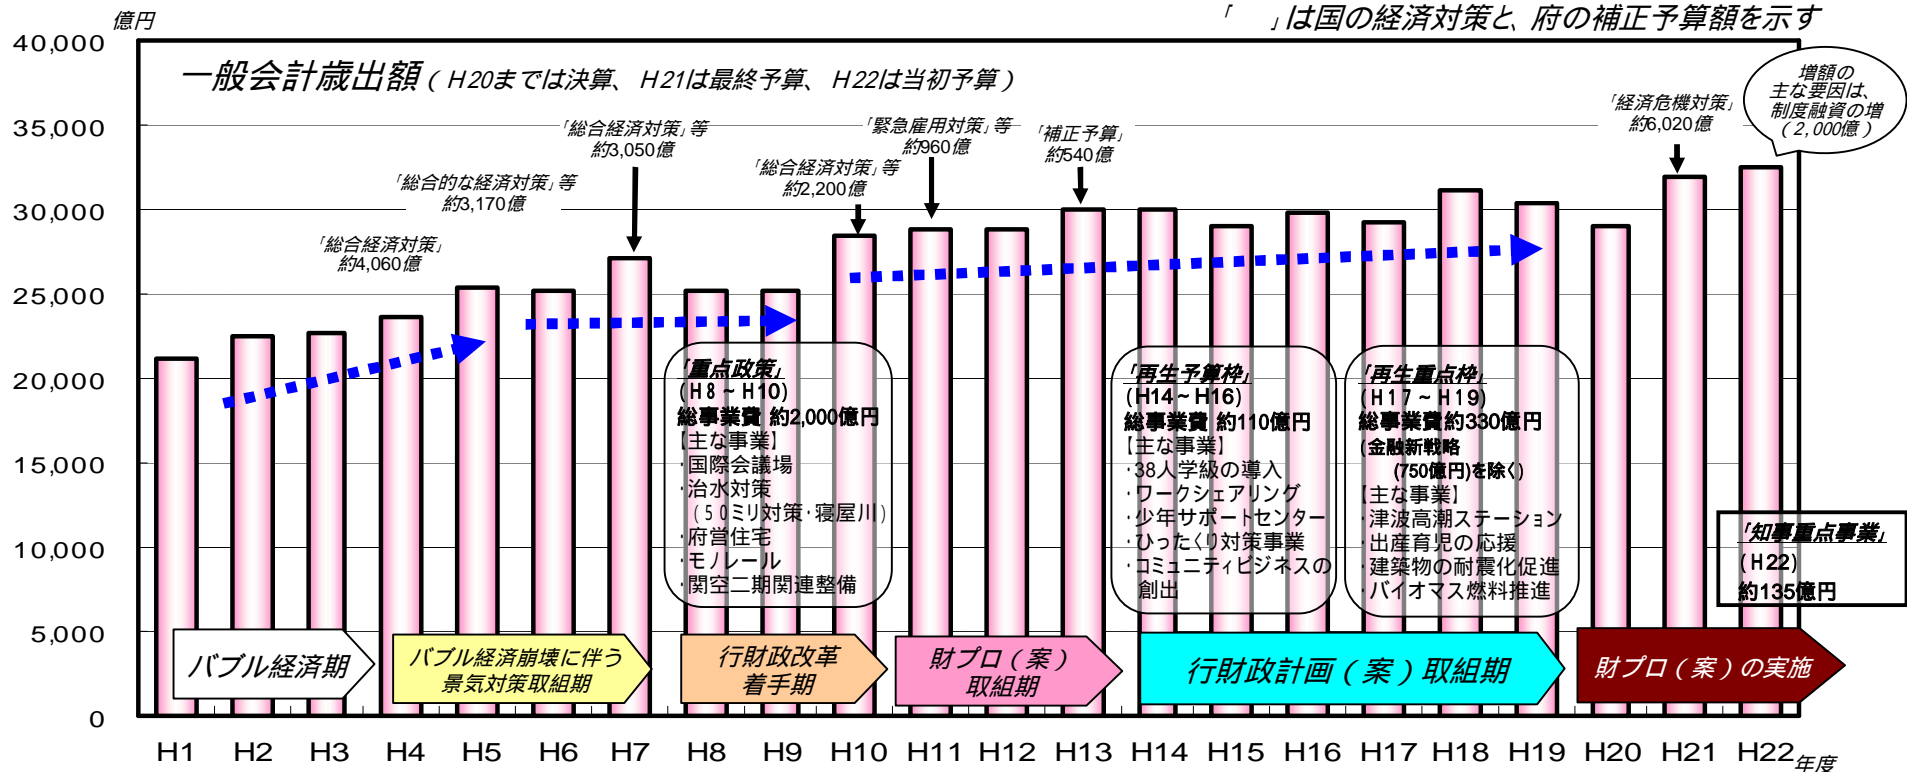 億円
「　」は国の経済対策と、府の補正予算額を示す
一般会計歳出額（H20までは決算、H21は最終予算、H22は当初予算）
40,000
35,000
30,000
25,000
20,000
15,000
10,000
5,000
0
「総合経済対策」
約4,060億
「総合的な経済対策」等
約3,170億
「総合経済対策」等
約3,050億
「総合経済対策」等
約2,200億
「緊急雇用対策」等
約960億
「補正予算」
約540億
「経済危機対策」
約6,020億
増額の
主な要因は、
制度融資の増
（2,000億）
「重点政策」
(H8～H10)
総事業費 約2,000億円
【主な事業】
・国際会議場
・治水対策
（50ミリ対策・寝屋川）
・府営住宅
・モノレール
・関空二期関連整備
「再生予算枠」
(H14～H16)
総事業費 約110億円
【主な事業】
・38人学級の導入
・ワークシェアリング
・少年サポートセンター
・ひったくり対策事業
・コミュニティビジネスの
創出
「再生重点枠」
(H17～H19)
総事業費約330億円
(金融新戦略
(750億円)を除く)
【主な事業】
・津波高潮ステーション
・出産育児の応援
・建築物の耐震化促進
・バイオマス燃料推進
「知事重点事業」
(H22)
約135億円
バブル経済期
バブル経済崩壊に伴う
景気対策取組期
行財政改革
着手期
財プロ（案）
取組期
行財政計画（案）取組期
財プロ（案）の実施
H1 H2 H3 H4 H5 H6 H7 H8 H9 H10 H11 H12 H13 H14 H15 H16 H17 H18 H19 H20 H21 H22 年度